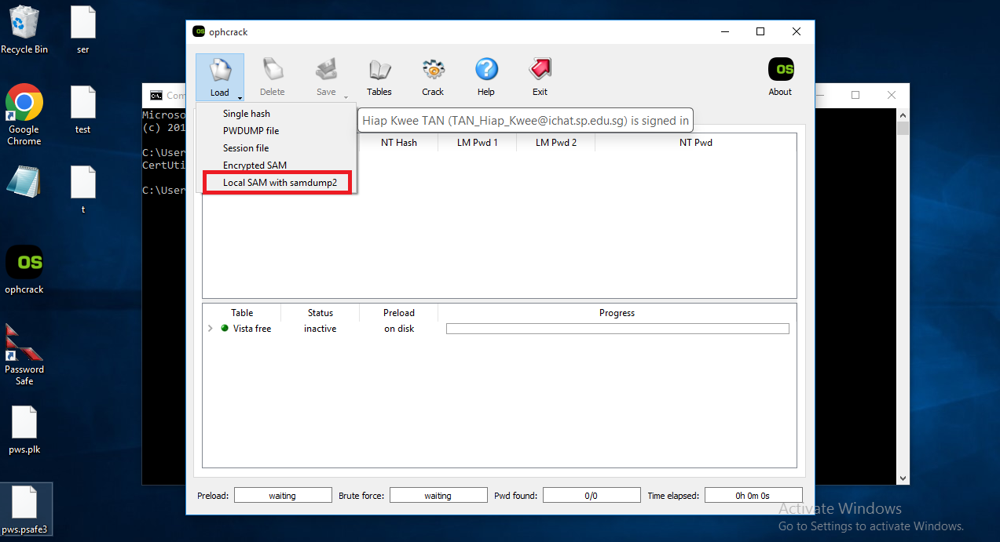 Recycle Bin
ser
Google
Chrome
test
t
ophcrack
Password
Safe
pws.plk
pws.psafe3
C:\.
Com
Microso
(c) 201
C:\User
CertUti
C:\User
OS
ophcrack
Load
Delete
Save
Tables
Crack
Help
Exit
OS
About
Single hash
PWDUMP file
Session file
Encrypted SAM
Local SAM with samdump2
Hiap Kwee TAN (TAN_Hiap_Kwee@ichat.sp.edu.sg) is signed in
NT Hash LM Pwd 1 LM Pwd 2 NT Pwd
Table Status Preload Progress
Vista free inactive on disk
Preload: waiting Brute force: waiting Pwd found: 0/0 Time elapsed: 0h 0m 0s
Activate Windows
Go to Settings to activate Windows.
OS